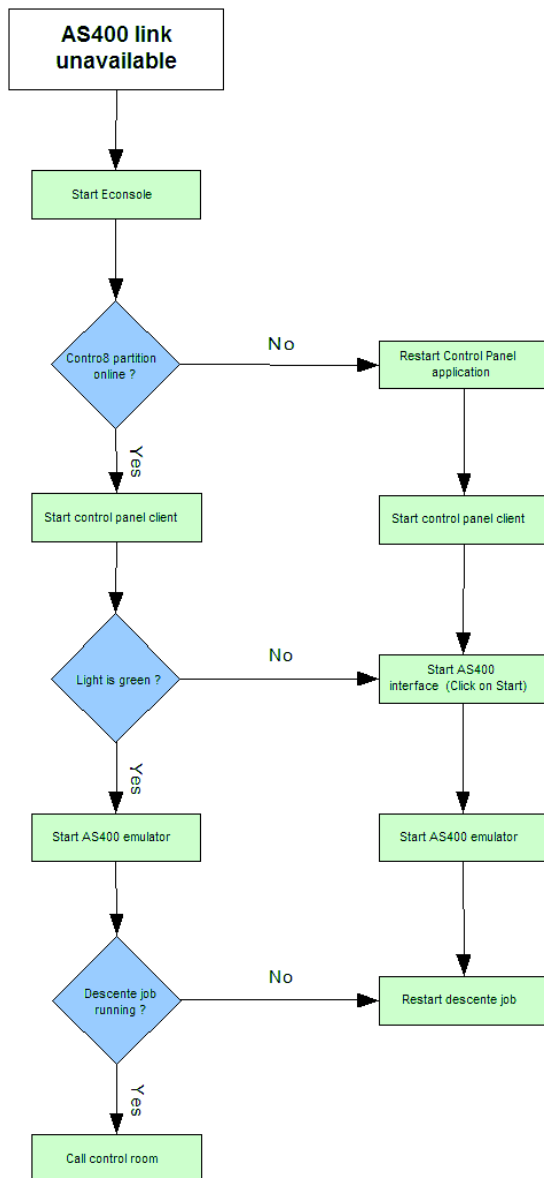 AS400 link
unavailable
Start Econsole
Contro8 partition
online ?
No
Restart Control Panel
application
Yes
Start control panel client
Start control panel client
Light is green ?
No
Start AS400
interface (Click on Start)
Yes
Start AS400 emulator
Start AS400 emulator
Descente job
running ?
No
Restart descente job
Yes
Call control room